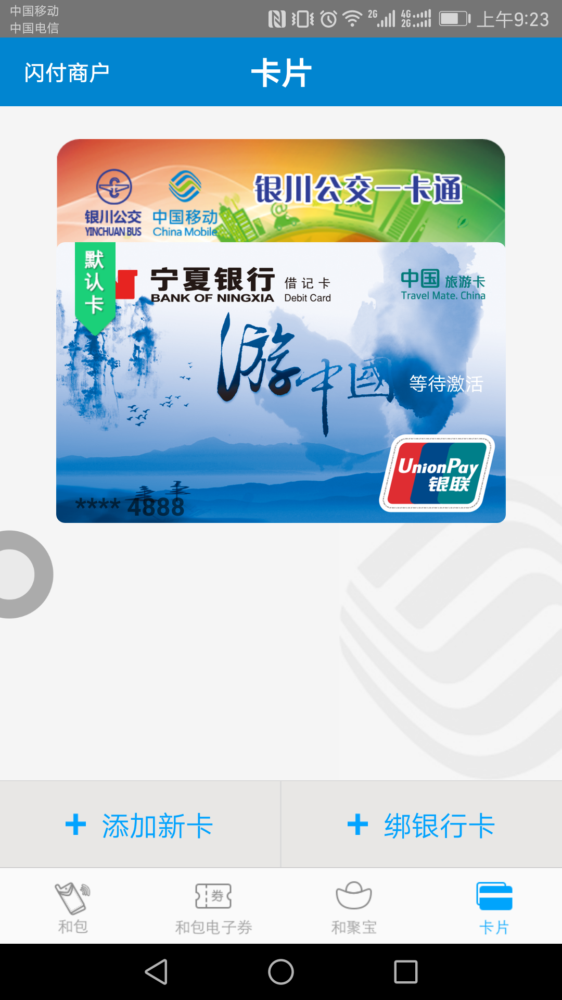 中国移动
中国电信
2G
4G
2G
上午9:23
闪付商户
卡片
银川公交
YINCHUAN BUS
中国移动
China Mobile
银川公交一卡通
默认卡
宁夏银行
BANK OF NINGXIA
借记卡
Debit Card
中国旅游卡
Travel Mate. China
游中國
等待激活
UnionPay
银联
**** 4888
+ 添加新卡
+ 绑银行卡
券
和包
和包电子券
和聚宝
卡片